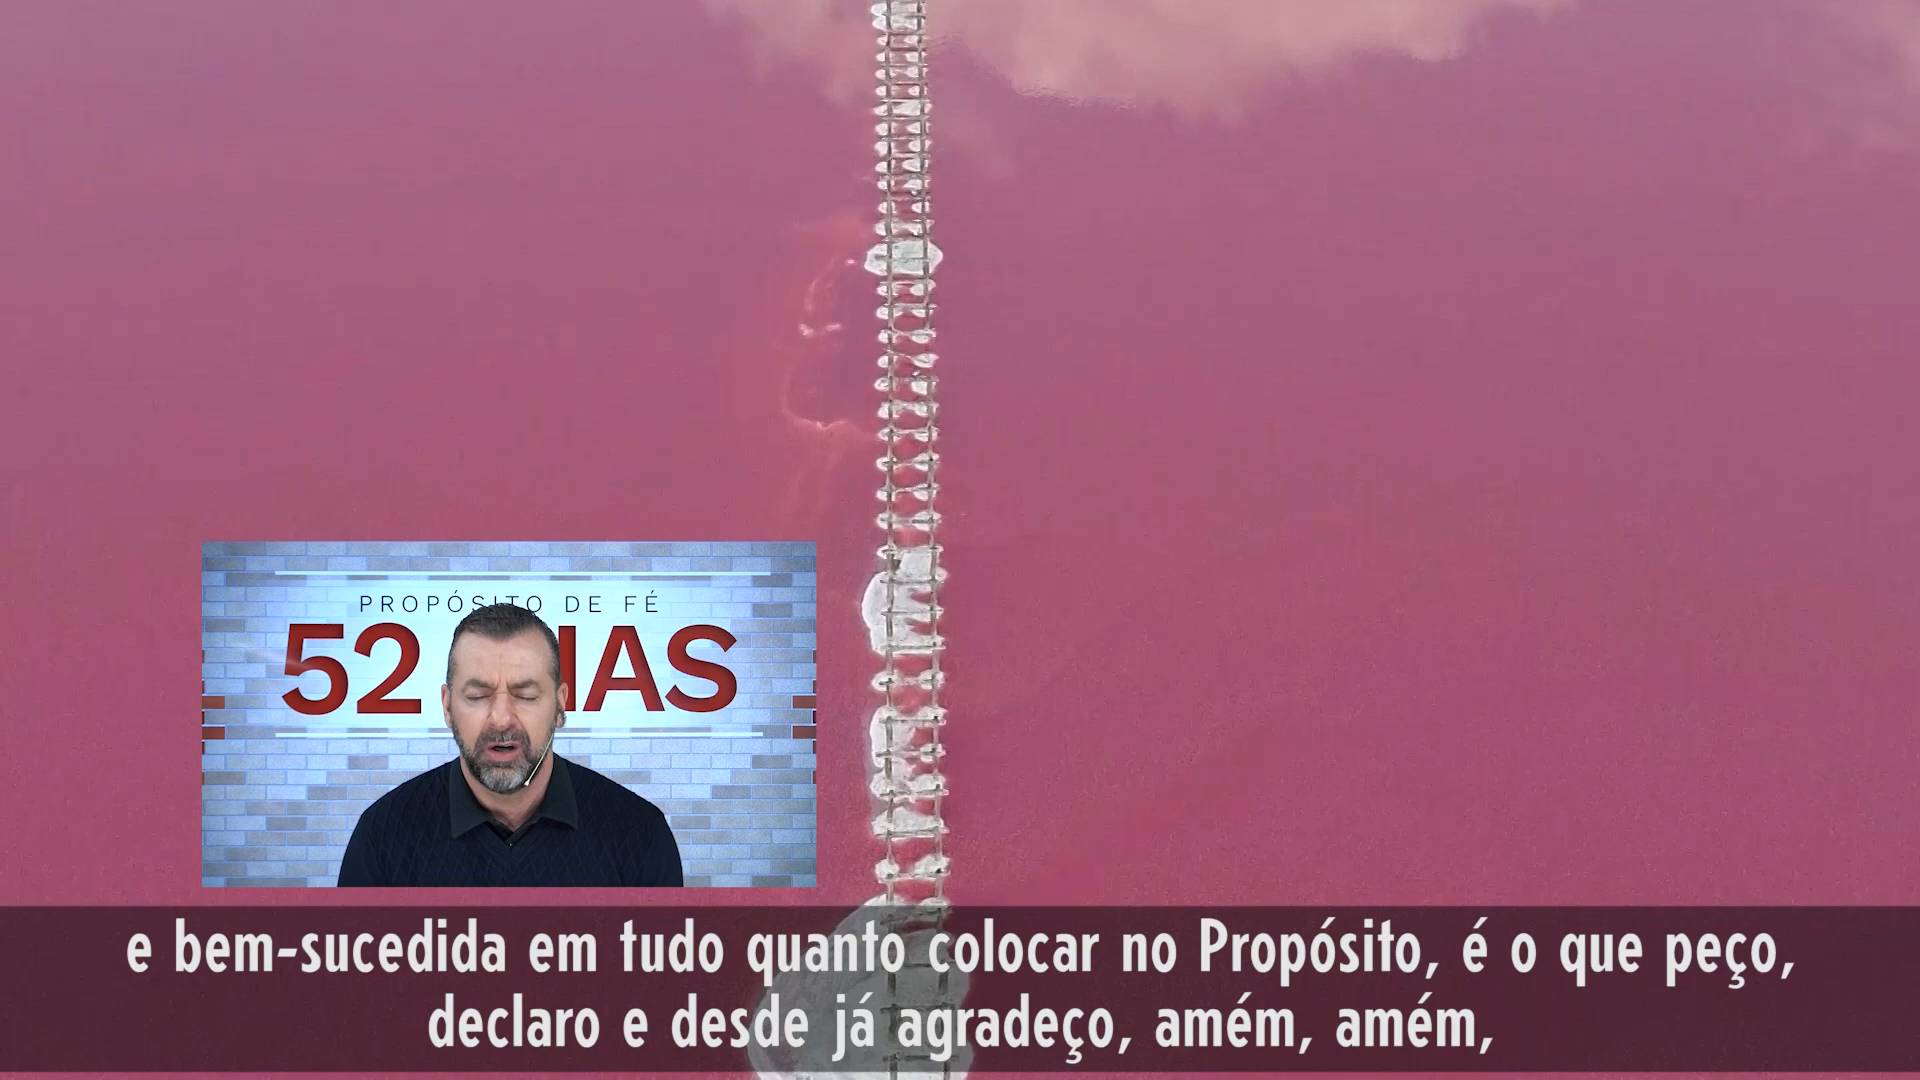 PROPÓSITO DE FÉ
52 DIAS
e bem-sucedida em tudo quanto colocar no Propósito, é o que peço,
declaro e desde já agradeço, amém, amém,